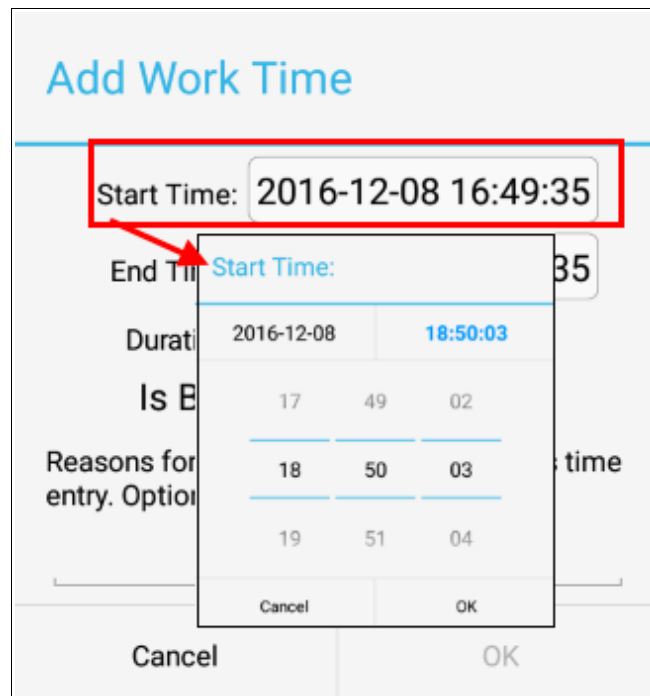 Add Work Time
Start Time: 2016-12-08 16:49:35
End Ti 35
Start Time:
Durati
2016-12-08 18:50:03
Is B
17 49 02
Reasons for time
entry. Option
18 50 03
19 51 04
Cancel OK
Cancel OK